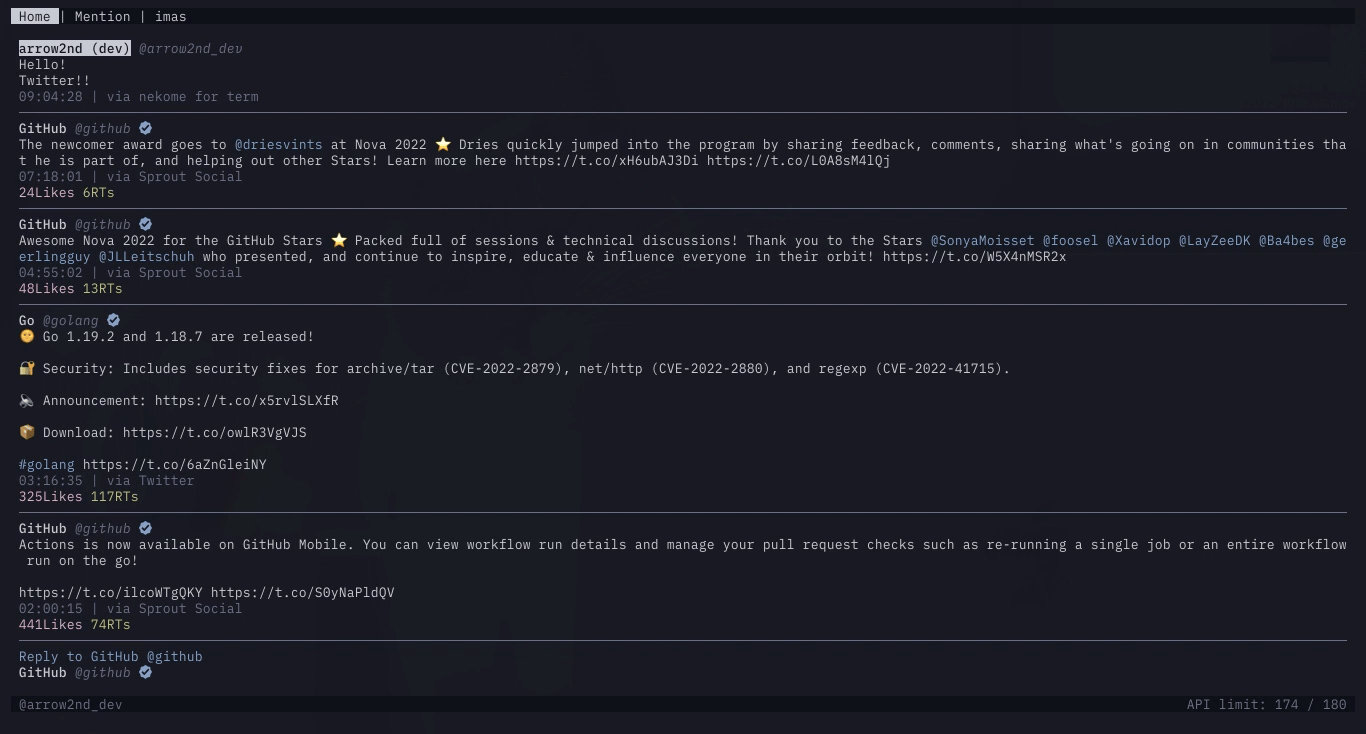 Home | Mention | imas
arrow2nd (dev) @arrow2nd_dev
Hello!
Twitter!!
09:04:28 | via nekome for term
GitHub @github
The newcomer award goes to @driesvints at Nova 2022 ⭐ Dries quickly jumped into the program by sharing feedback, comments, sharing what's going on in communities tha
t he is part of, and helping out other Stars! Learn more here https://t.co/xH6ubAJ3Di https://t.co/L0A8sM4lQj
07:18:01 | via Sprout Social
24Likes 6RTs
GitHub @github
Awesome Nova 2022 for the GitHub Stars ⭐ Packed full of sessions & technical discussions! Thank you to the Stars @SonyaMoisset @foosel @Xavidop @LayZeeDK @Ba4bes @ge
erlingguy @JLLeitschuh who presented, and continue to inspire, educate & influence everyone in their orbit! https://t.co/W5X4nMSR2x
04:55:02 | via Sprout Social
48Likes 13RTs
Go @golang
Go 1.19.2 and 1.18.7 are released!
🔐 Security: Includes security fixes for archive/tar (CVE-2022-2879), net/http (CVE-2022-2880), and regexp (CVE-2022-41715).
Announcement: https://t.co/x5rvlSLXfR
📦 Download: https://t.co/owlR3VgVJS
#golang https://t.co/6aZnGleiNY
03:16:35 | via Twitter
325Likes 117RTs
GitHub @github
Actions is now available on GitHub Mobile. You can view workflow run details and manage your pull request checks such as re-running a single job or an entire workflow
run on the go!
https://t.co/ilcoWTgQKY https://t.co/S0yNaPldQV
02:00:15 | via Sprout Social
441Likes 74RTs
Reply to GitHub @github
GitHub @github
@arrow2nd_dev API limit: 174 / 180